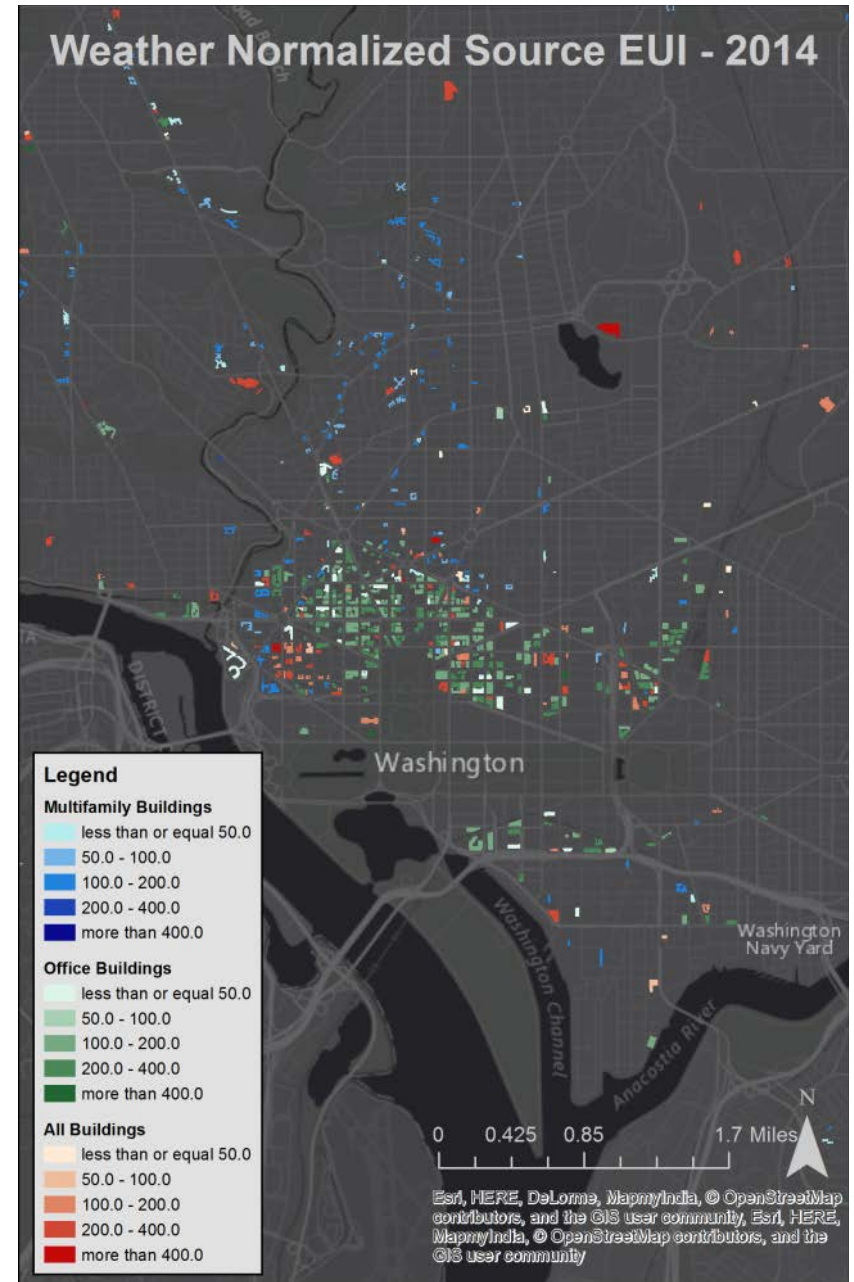 Weather Normalized Source EUI - 2014
Washington
DISTRICT
Legend
Multifamily Buildings
less than or equal 50.0
50.0 - 100.0
100.0 - 200.0
200.0 - 400.0
more than 400.0
Office Buildings
less than or equal 50.0
50.0 - 100.0
100.0 - 200.0
200.0 - 400.0
more than 400.0
All Buildings
less than or equal 50.0
50.0 - 100.0
100.0 - 200.0
200.0 - 400.0
more than 400.0
Washington Channel
Washington
Navy Yard
Anacostia River
N
0 0.425 0.85 1.7 Miles
Esri, HERE, DeLorme, MapmyIndia, © OpenStreetMap
contributors, and the GIS user community, Esri, HERE,
MapmyIndia, © OpenStreetMap contributors, and the
GIS user community